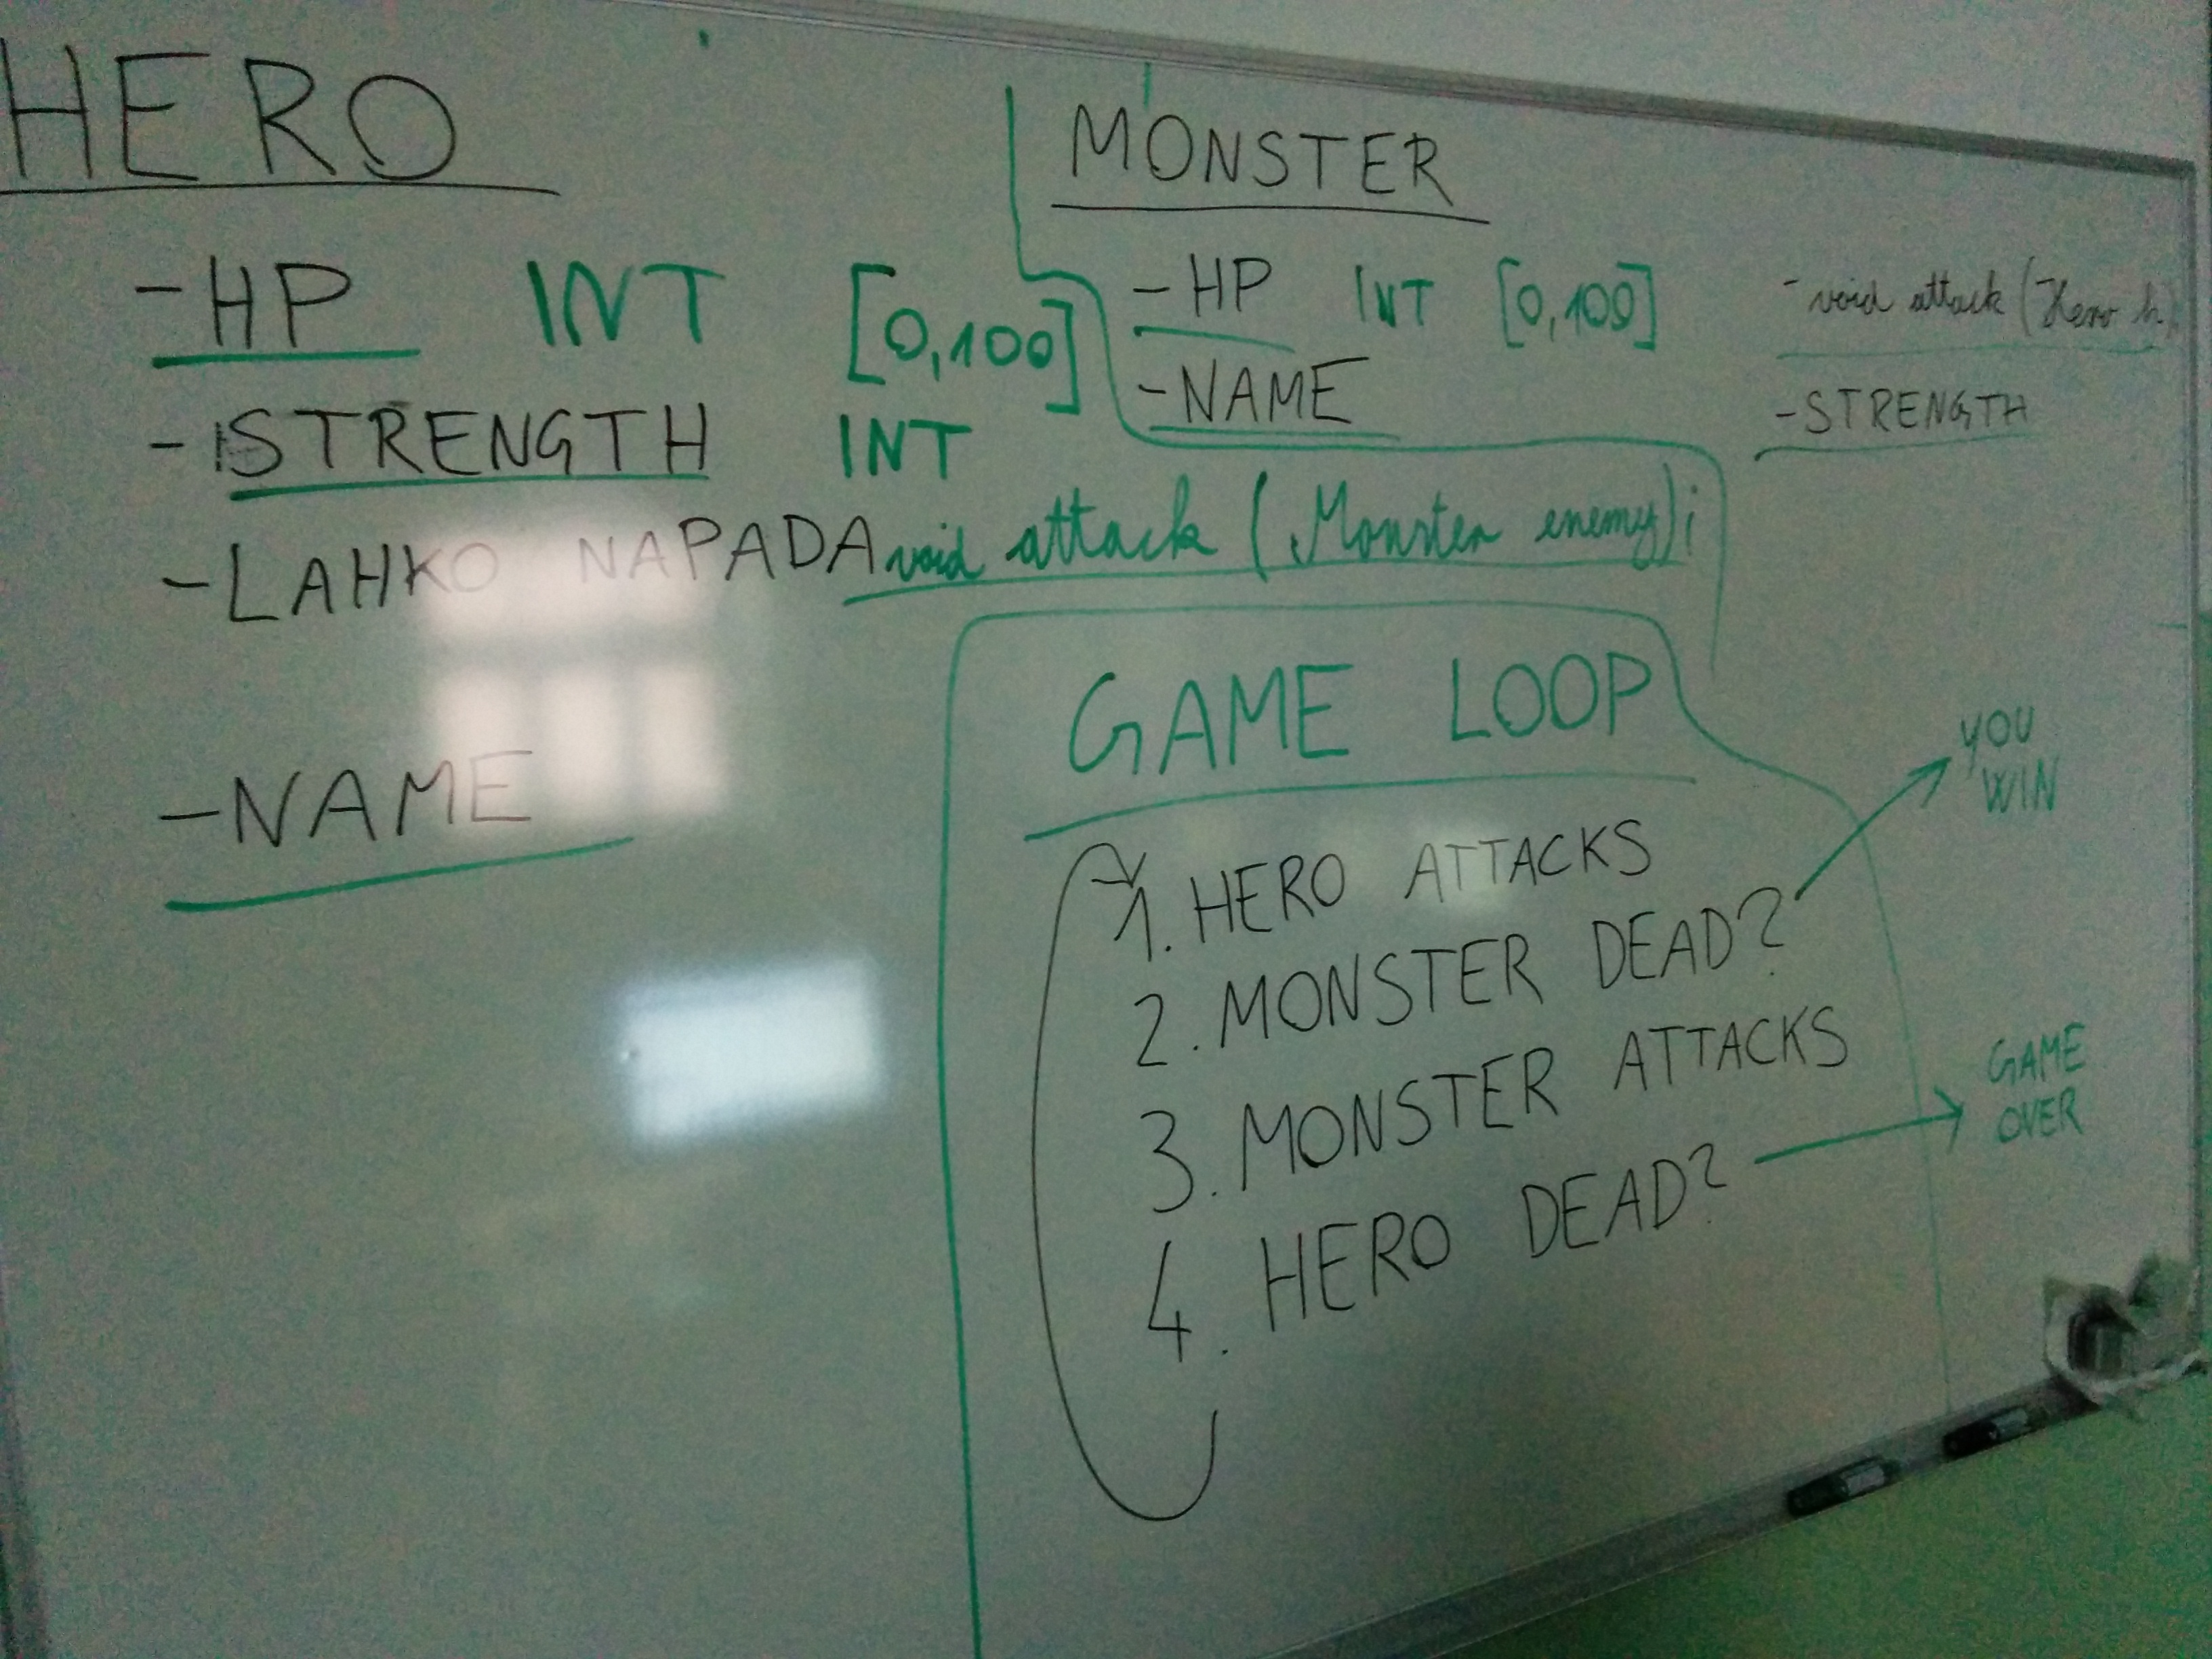 HERO
-HP INT [0,100]
-STRENGTH INT
-LAHKO NAPADA void attack (Monster enemy);
-NAME
MONSTER
-HP INT [0,100]
-NAME
-void attack (Hero h)
-STRENGTH
GAME LOOP
1. HERO ATTACKS
2. MONSTER DEAD?
YOU
WIN
3. MONSTER ATTACKS
4. HERO DEAD?
GAME
OVER